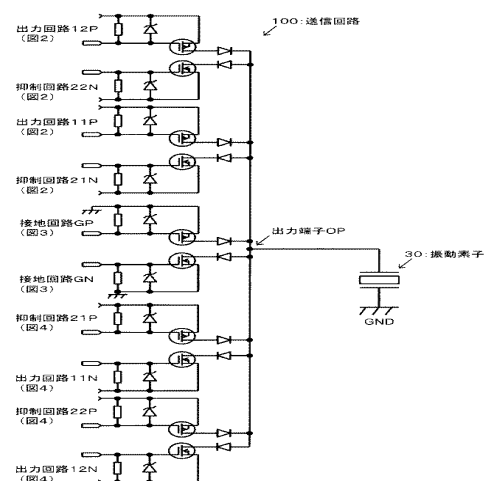 出力回路12P
(図2)
100:送信回路
抑制回路22N
(図2)
出力回路11P
(図2)
抑制回路21N
(図2)
接地回路GP
(図3)
出力端子OP
30:振動素子
接地回路GN
(図3)
GND
抑制回路21P
(図4)
出力回路11N
(図4)
抑制回路22P
(図4)
出力回路12N
(図4)